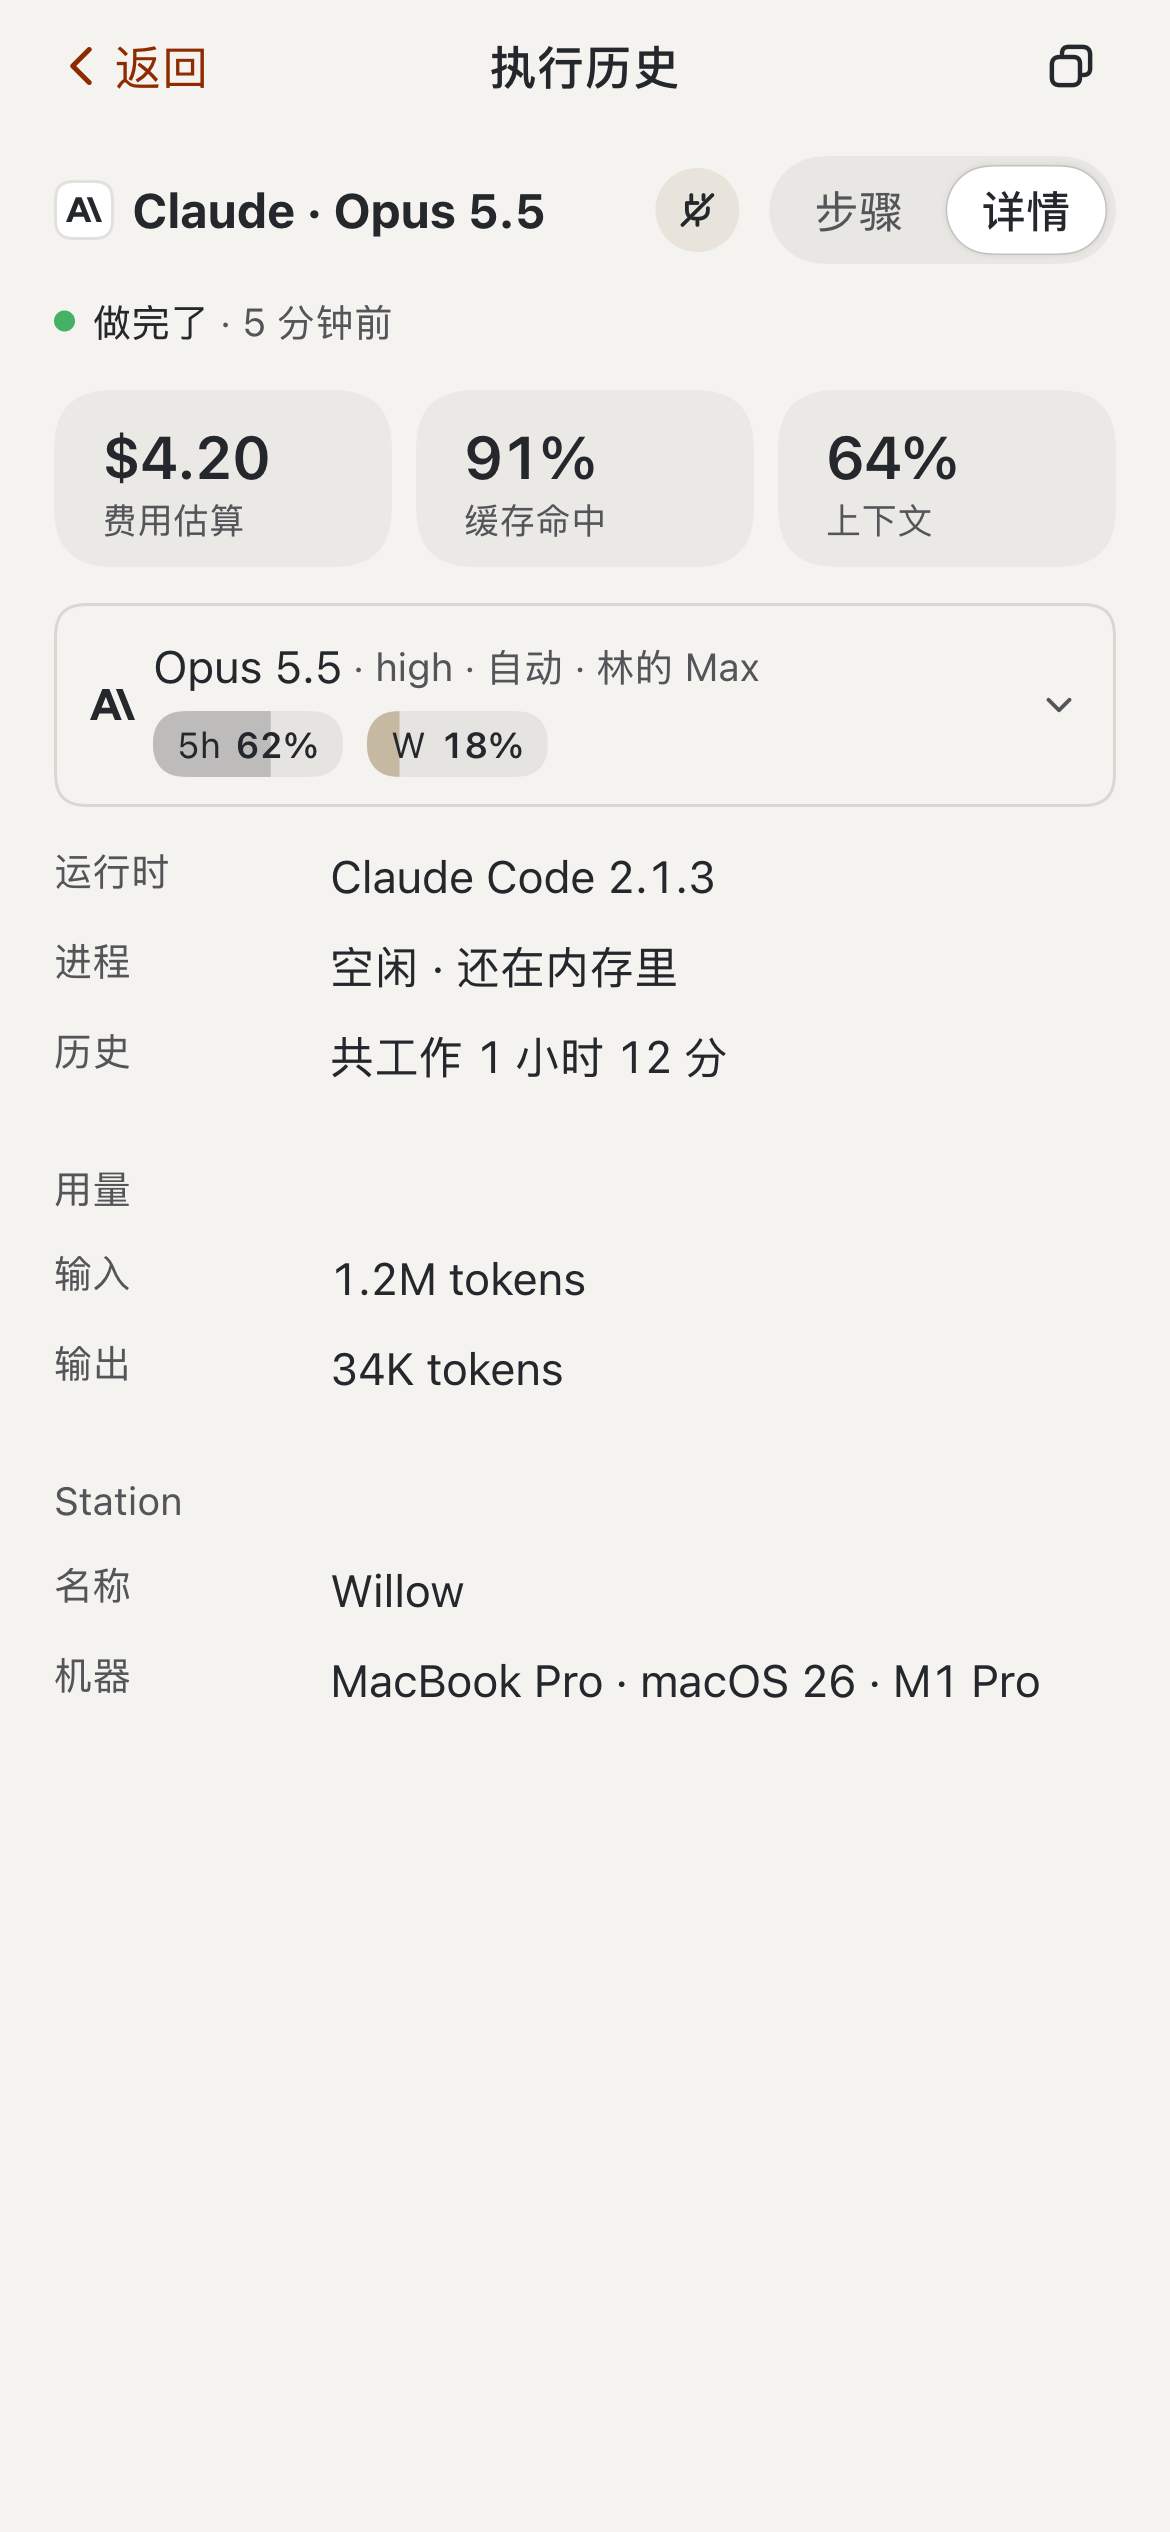 返回
执行历史
Claude · Opus 5.5
步骤
详情
做完了 · 5 分钟前
$4.20
费用估算
91%
缓存命中
64%
上下文
Opus 5.5 · high · 自动 · 林的 Max
5h 62%
W 18%
运行时 Claude Code 2.1.3
进程 空闲 · 还在内存里
历史 共工作 1 小时 12 分
用量
输入 1.2M tokens
输出 34K tokens
Station
名称 Willow
机器 MacBook Pro · macOS 26 · M1 Pro